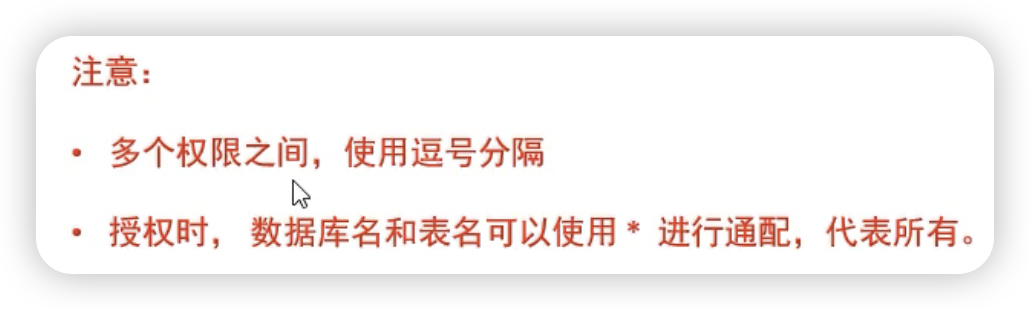 注意：
• 多个权限之间，使用逗号分隔
• 授权时， 数据库名和表名可以使用 * 进行通配，代表所有。